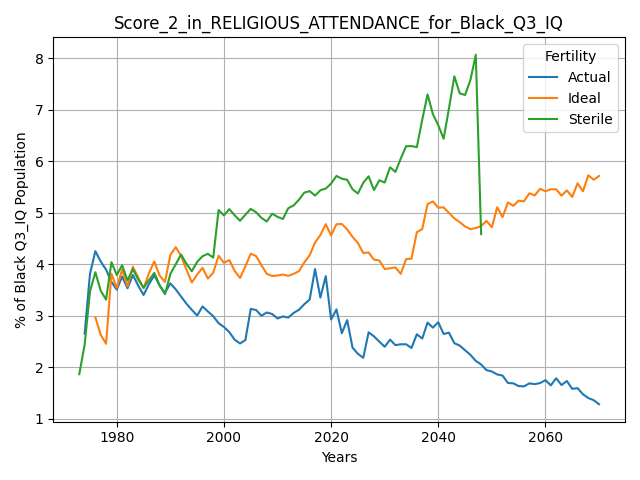 Score_2_in_RELIGIOUS_ATTENDANCE_for_Black_Q3_IQ
% of Black Q3_IQ Population
8
7
6
5
4
3
2
1
Fertility
Actual
Ideal
Sterile
1980
2000
2020
2040
2060
Years